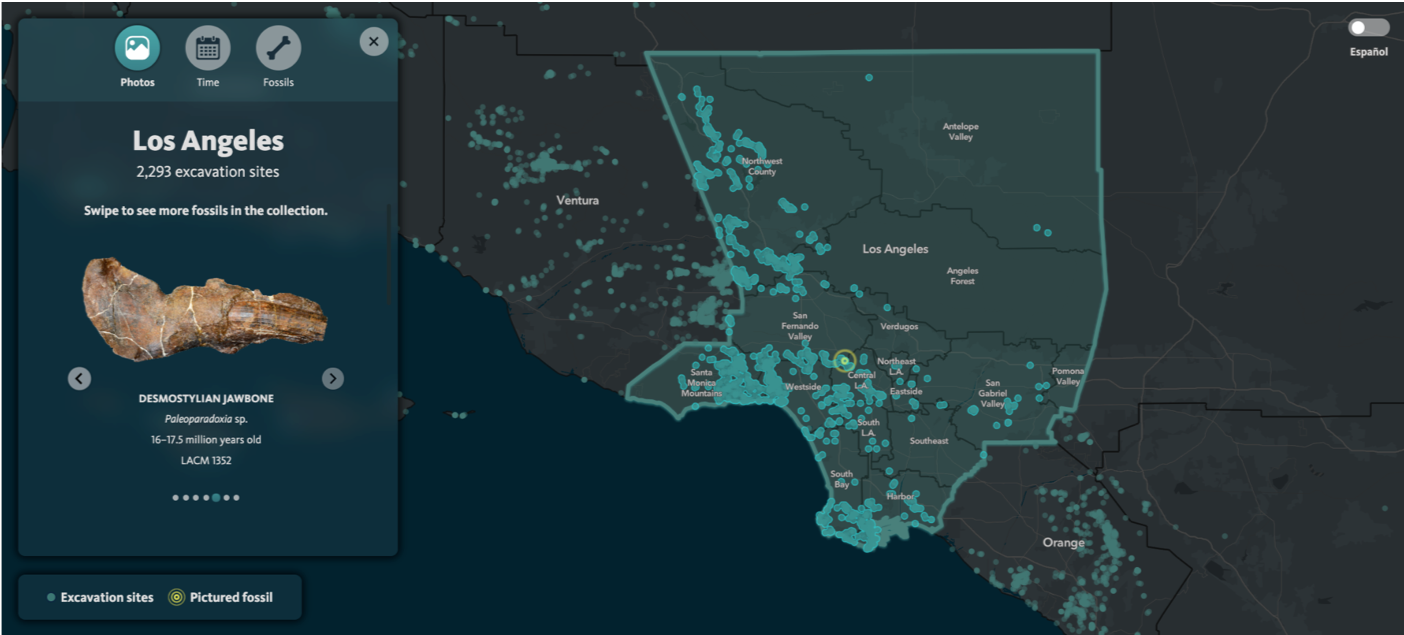 Photos
Time
Fossils
Los Angeles
2,293 excavation sites
Swipe to see more fossils in the collection.
DESMOSTYLIAN JAWBONE
Paleoparadoxia sp.
16–17.5 million years old
LACM 1352
Excavation sites
Pictured fossil
Español
Antelope
Valley
Northwest
County
Ventura
Los Angeles
Angeles
Forest
San
Fernando
Valley
Verdugos
Santa
Monica
Mountains
Westside
Central
L.A.
Northeast
L.A.
Eastside
San
Gabriel
Valley
Pomona
Valley
South
L.A.
Southeast
South
Bay
Harbor
Orange